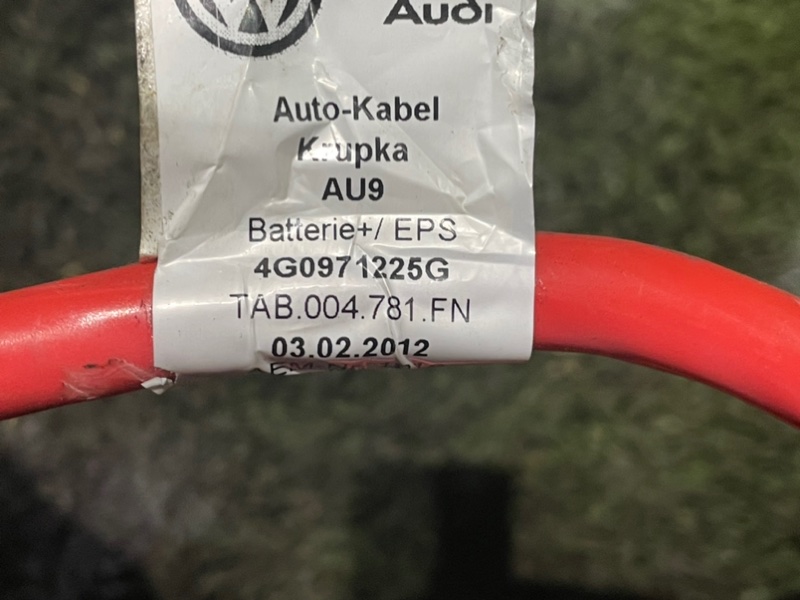 Audi
Auto-Kabel
Krupka
AU9
Batterie+/ EPS
4G0971225G
TAB.004.781.FN
03.02.2012